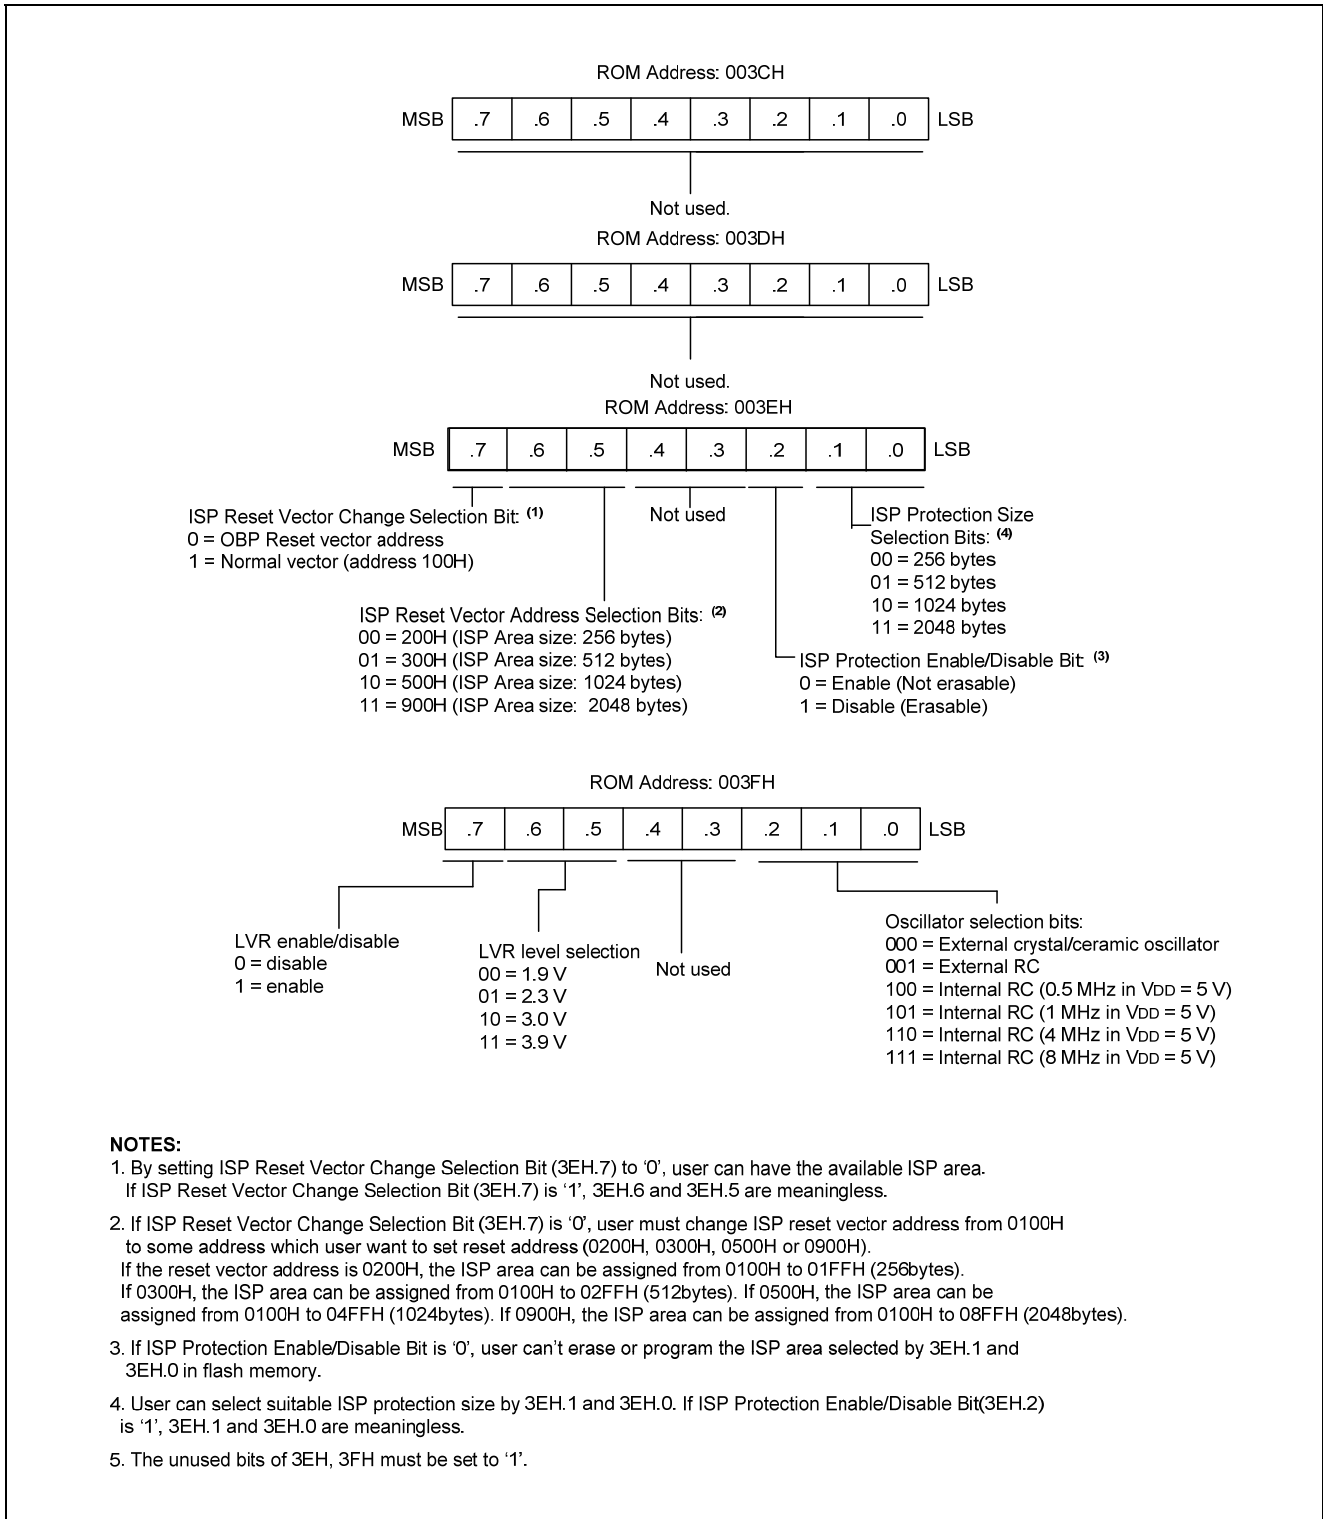 ROM Address: 003CH
MSB .7 .6 .5 .4 .3 .2 .1 .0 LSB
Not used.
ROM Address: 003DH
MSB .7 .6 .5 .4 .3 .2 .1 .0 LSB
Not used.
ROM Address: 003EH
MSB .7 .6 .5 .4 .3 .2 .1 .0 LSB
ISP Reset Vector Change Selection Bit: (1)
0 = OBP Reset vector address
1 = Normal vector (address 100H)
ISP Reset Vector Address Selection Bits: (2)
00 = 200H (ISP Area size: 256 bytes)
01 = 300H (ISP Area size: 512 bytes)
10 = 500H (ISP Area size: 1024 bytes)
11 = 900H (ISP Area size: 2048 bytes)
Not used
ISP Protection Size
Selection Bits: (4)
00 = 256 bytes
01 = 512 bytes
10 = 1024 bytes
11 = 2048 bytes
ISP Protection Enable/Disable Bit: (3)
0 = Enable (Not erasable)
1 = Disable (Erasable)
ROM Address: 003FH
MSB .7 .6 .5 .4 .3 .2 .1 .0 LSB
LVR enable/disable
0 = disable
1 = enable
LVR level selection
00 = 1.9 V
01 = 2.3 V
10 = 3.0 V
11 = 3.9 V
Not used
Oscillator selection bits:
000 = External crystal/ceramic oscillator
001 = External RC
100 = Internal RC (0.5 MHz in VDD = 5 V)
101 = Internal RC (1 MHz in VDD = 5 V)
110 = Internal RC (4 MHz in VDD = 5 V)
111 = Internal RC (8 MHz in VDD = 5 V)
NOTES:
1. By setting ISP Reset Vector Change Selection Bit (3EH.7) to ‘0’, user can have the available ISP area.
If ISP Reset Vector Change Selection Bit (3EH.7) is ‘1’, 3EH.6 and 3EH.5 are meaningless.
2. If ISP Reset Vector Change Selection Bit (3EH.7) is ‘0’, user must change ISP reset vector address from 0100H
to some address which user want to set reset address (0200H, 0300H, 0500H or 0900H).
If the reset vector address is 0200H, the ISP area can be assigned from 0100H to 01FFH (256bytes).
If 0300H, the ISP area can be assigned from 0100H to 02FFH (512bytes). If 0500H, the ISP area can be
assigned from 0100H to 04FFH (1024bytes). If 0900H, the ISP area can be assigned from 0100H to 08FFH (2048bytes).
3. If ISP Protection Enable/Disable Bit is ‘0’, user can’t erase or program the ISP area selected by 3EH.1 and
3EH.0 in flash memory.
4. User can select suitable ISP protection size by 3EH.1 and 3EH.0. If ISP Protection Enable/Disable Bit(3EH.2)
is ‘1’, 3EH.1 and 3EH.0 are meaningless.
5. The unused bits of 3EH, 3FH must be set to ‘1’.